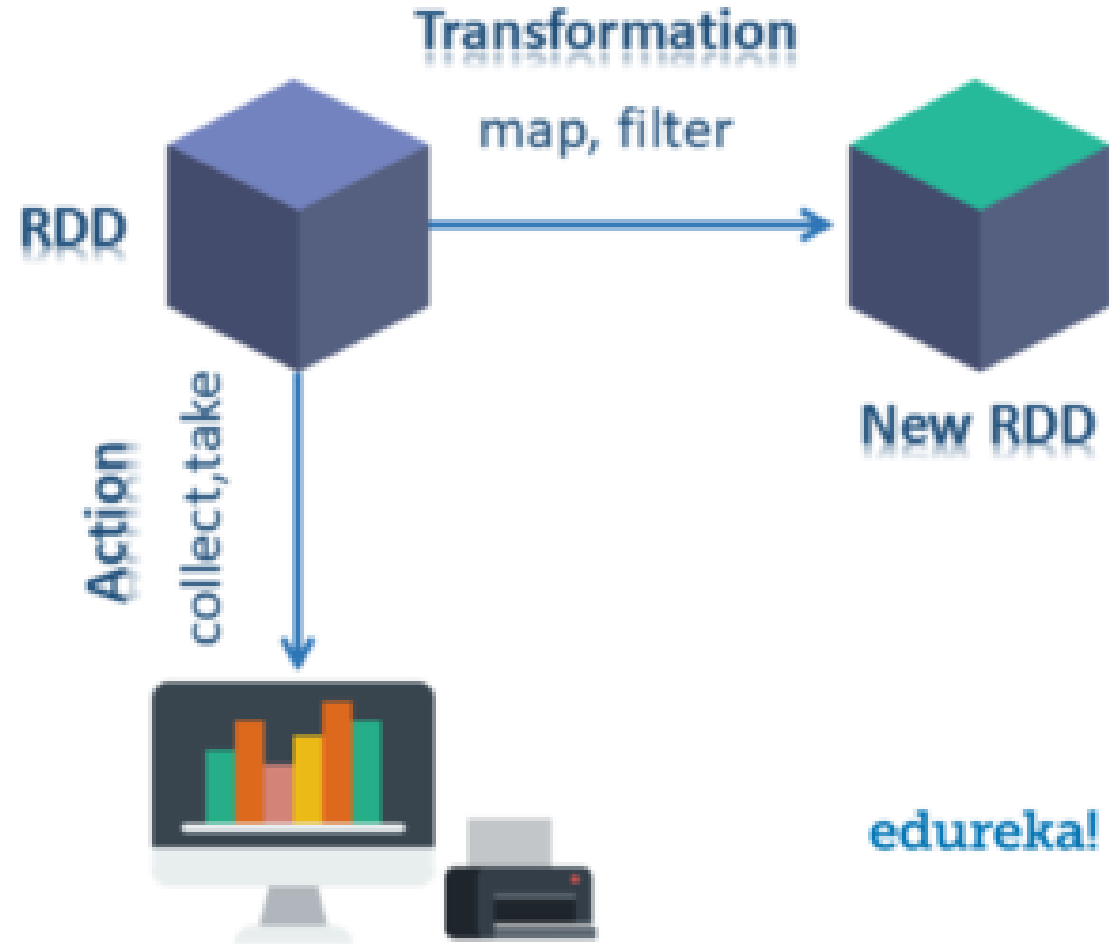 Transformation
map, filter
RDD
New RDD
Action
collect,take
edureka!